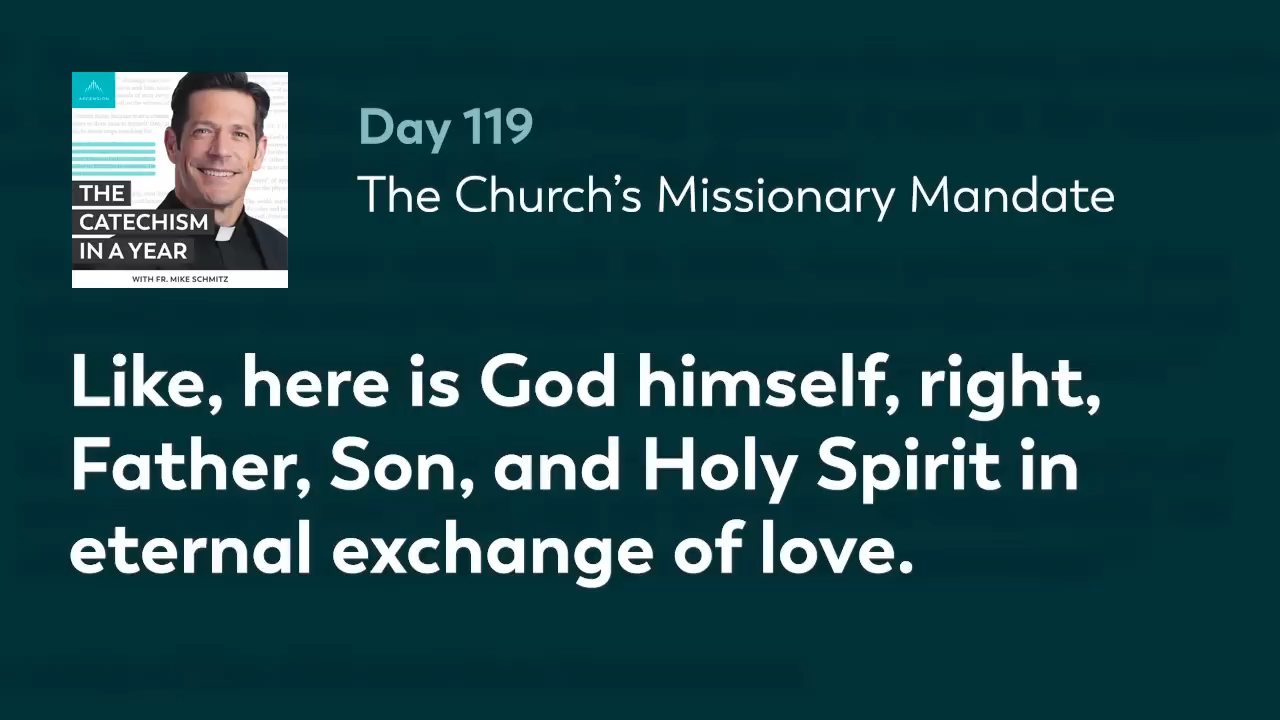 ASCENSION
Day 119
The Church's Missionary Mandate
THE
CATECHISM
IN A YEAR
WITH FR. MIKE SCHMITZ
Like, here is God himself, right,
Father, Son, and Holy Spirit in
eternal exchange of love.